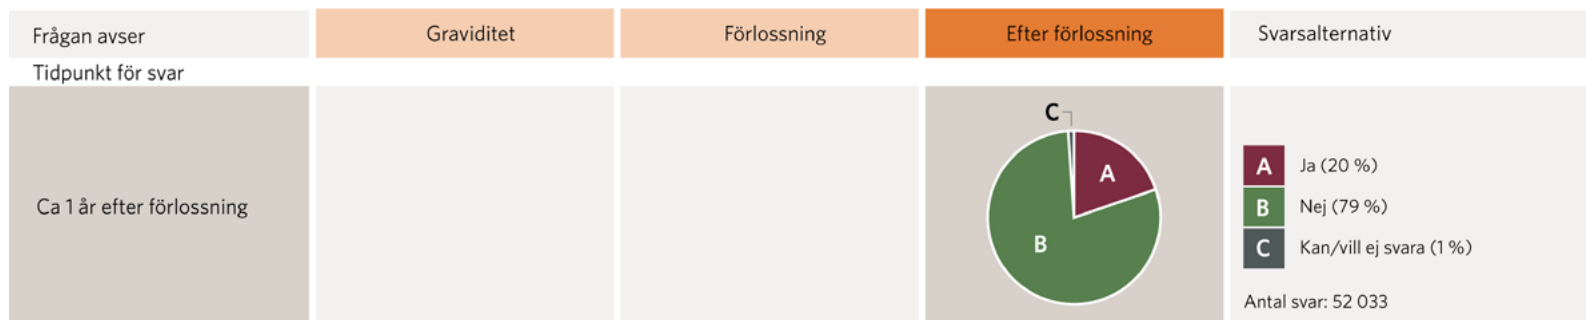 Frågan avser
Graviditet
Förlossning
Efter förlossning
Svarsalternativ
Tidpunkt för svar
Ca 1 år efter förlossning
C
A
B
A Ja (20 %)
B Nej (79 %)
C Kan/vill ej svara (1 %)
Antal svar: 52 033